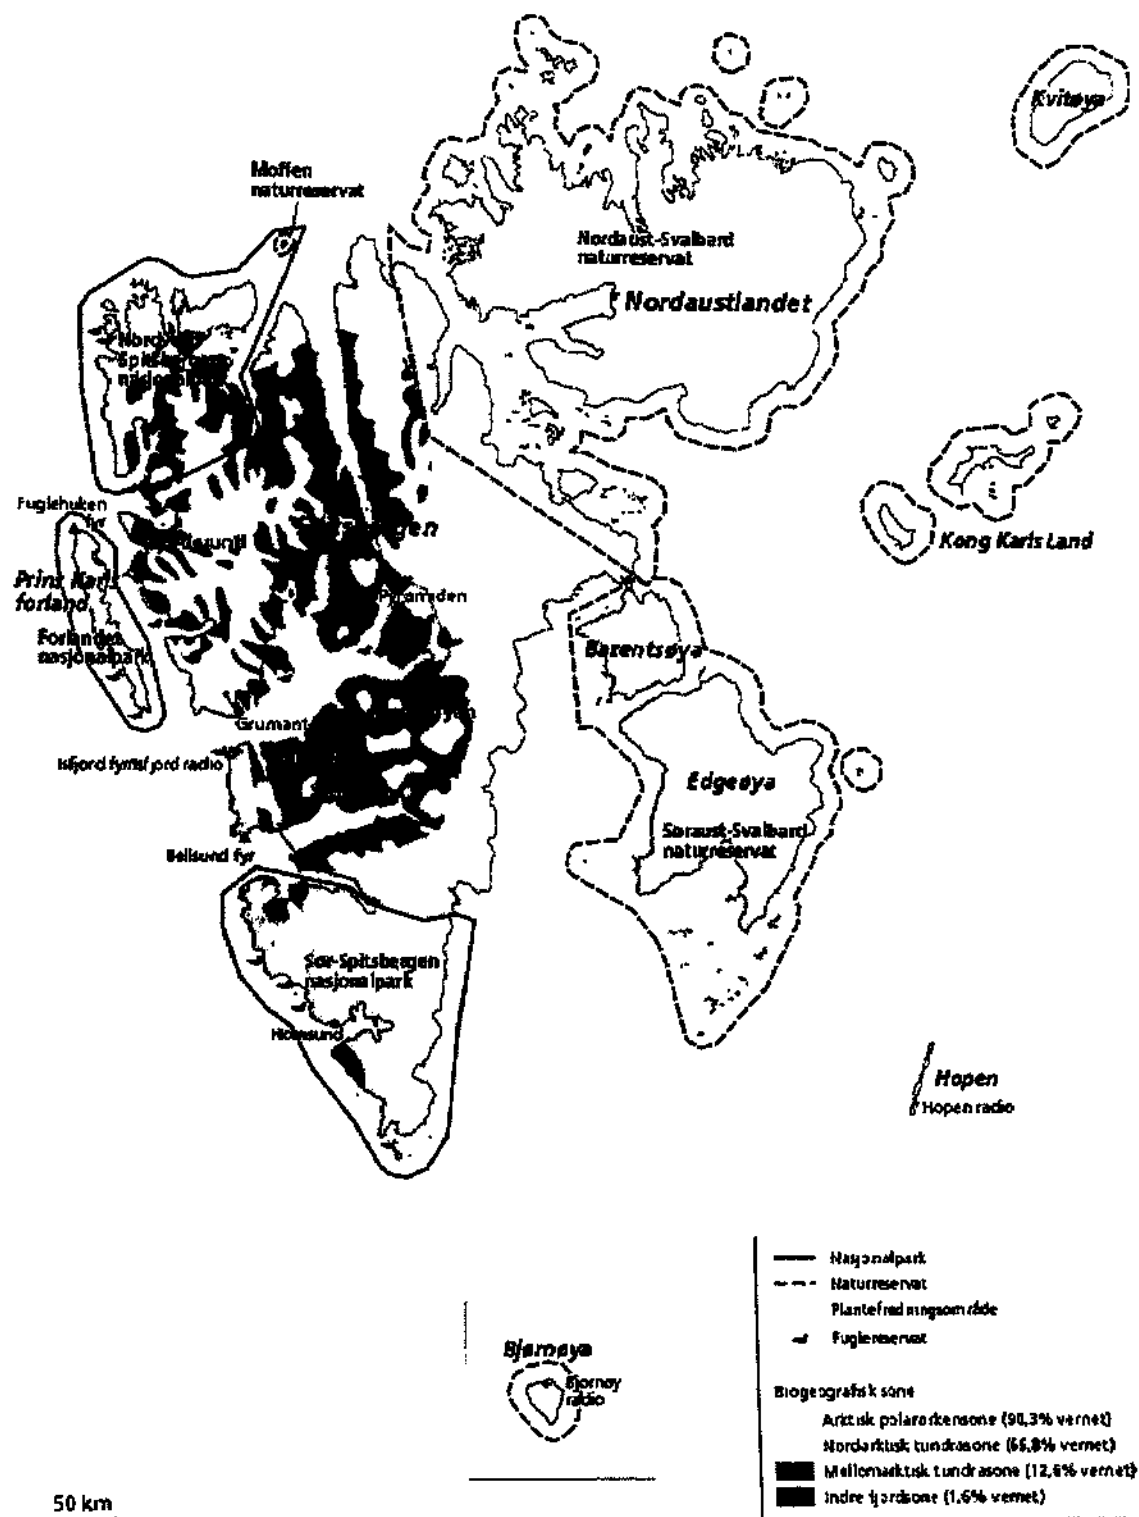 Kvitøya
Moffen
naturreservat
Nordaust-Svalbard
naturreservat
Nordaustlandet
Fuglehuken
fyr
Kong Karls Land
Prins Karls
forland
Pyramiden
Forlandet
nasjonalpark
Barentsøya
Grumant
Isfjord radio
Edgeøya
Søraust-Svalbard
naturreservat
Bellsund fyr
Sør-Spitsbergen
nasjonalpark
Hornsund
Hopen
Hopen radio
Nasjonalpark
Naturreservat
Plantefredningsområde
Fuglereservat
Bjørnøya
Bjørnøy
radio
Biogeografisk sone
Arktisk polarørkensone (90,3% vernet)
Nordarktisk tundrasone (66,8% vernet)
Mellomarktisk tundrasone (12,6% vernet)
Indre fjordsone (1,6% vernet)
50 km